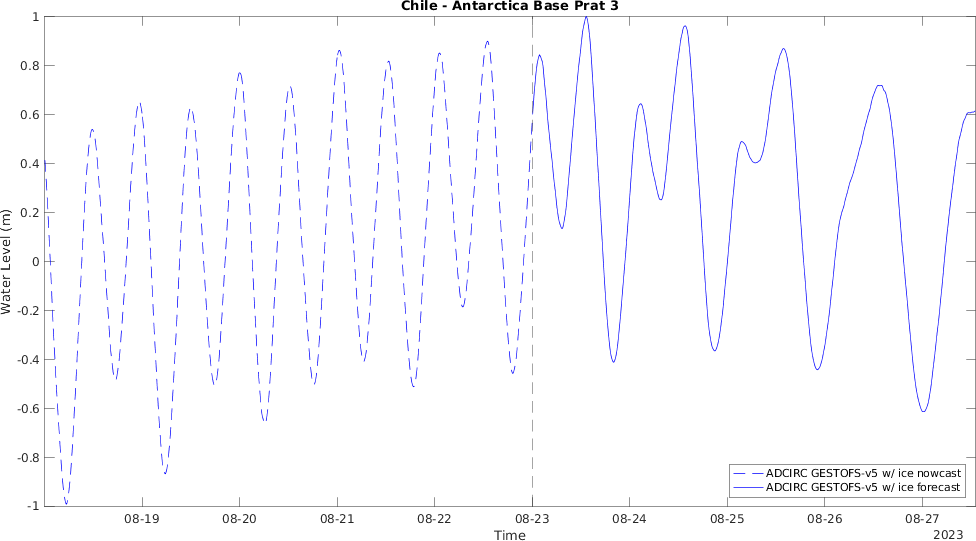 Chile - Antarctica Base Prat 3
1
0.8
0.6
0.4
0.2
0
-0.2
-0.4
-0.6
-0.8
-1
Water Level (m)
ADCIRC GESTOFS-v5 w/ ice nowcast
ADCIRC GESTOFS-v5 w/ ice forecast
08-19 08-20 08-21 08-22 08-23 08-24 08-25 08-26 08-27
2023
Time